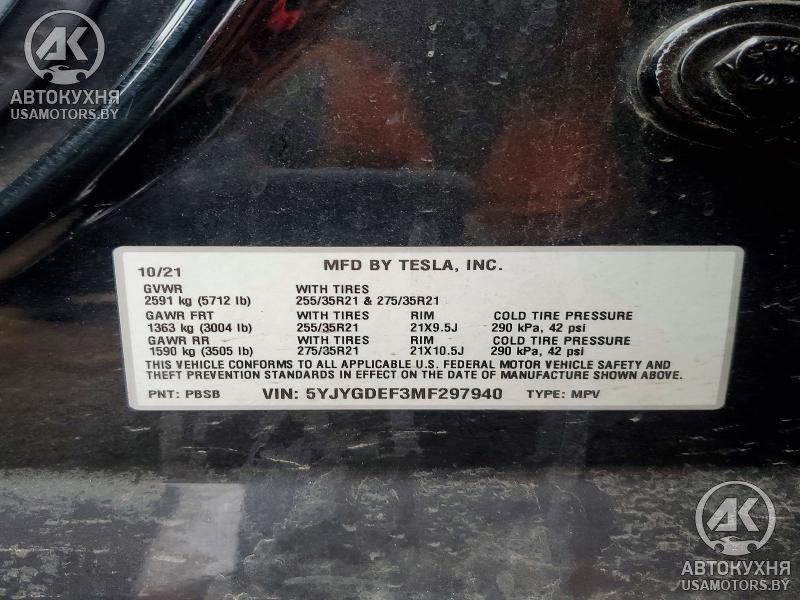 AK
АВТОКУХНЯ
USAMOTORS.BY
10/21 MFD BY TESLA, INC.
GVWR WITH TIRES
2591 kg (5712 lb) 255/35R21 & 275/35R21
GAWR FRT WITH TIRES RIM COLD TIRE PRESSURE
1363 kg (3004 lb) 255/35R21 21X9.5J 290 kPa, 42 psi
GAWR RR WITH TIRES RIM COLD TIRE PRESSURE
1590 kg (3505 lb) 275/35R21 21X10.5J 290 kPa, 42 psi
THIS VEHICLE CONFORMS TO ALL APPLICABLE U.S. FEDERAL MOTOR VEHICLE SAFETY AND
THEFT PREVENTION STANDARDS IN EFFECT ON THE DATE OF MANUFACTURE SHOWN ABOVE.
PNT: PBSB VIN: 5YJYGDEF3MF297940 TYPE: MPV
AK
АВТОКУХНЯ
USAMOTORS.BY